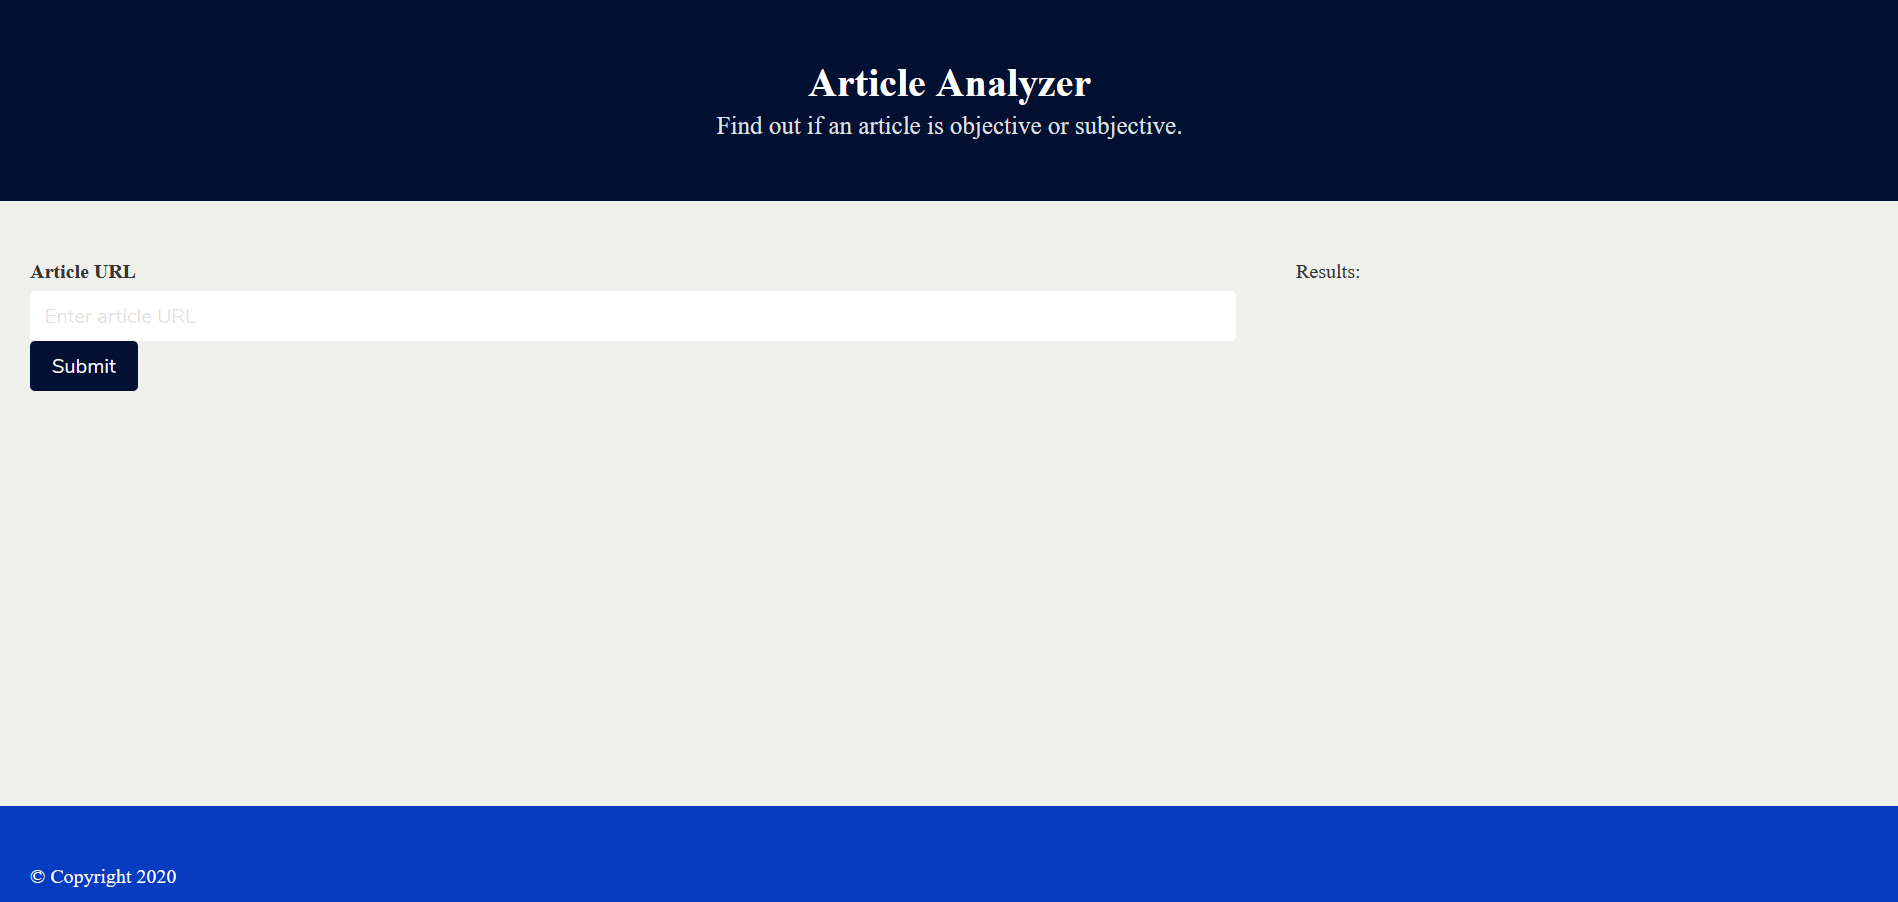 Article Analyzer
Find out if an article is objective or subjective.
Article URL
Enter article URL
Submit
Results:
© Copyright 2020